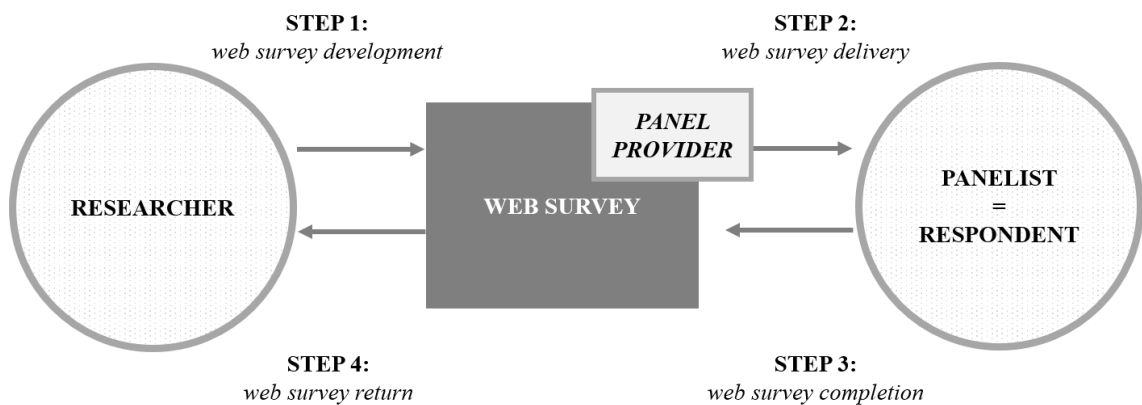 STEP 1:
web survey development
STEP 2:
web survey delivery
PANEL
PROVIDER
RESEARCHER
WEB SURVEY
PANELIST
=
RESPONDENT
STEP 4:
web survey return
STEP 3:
web survey completion